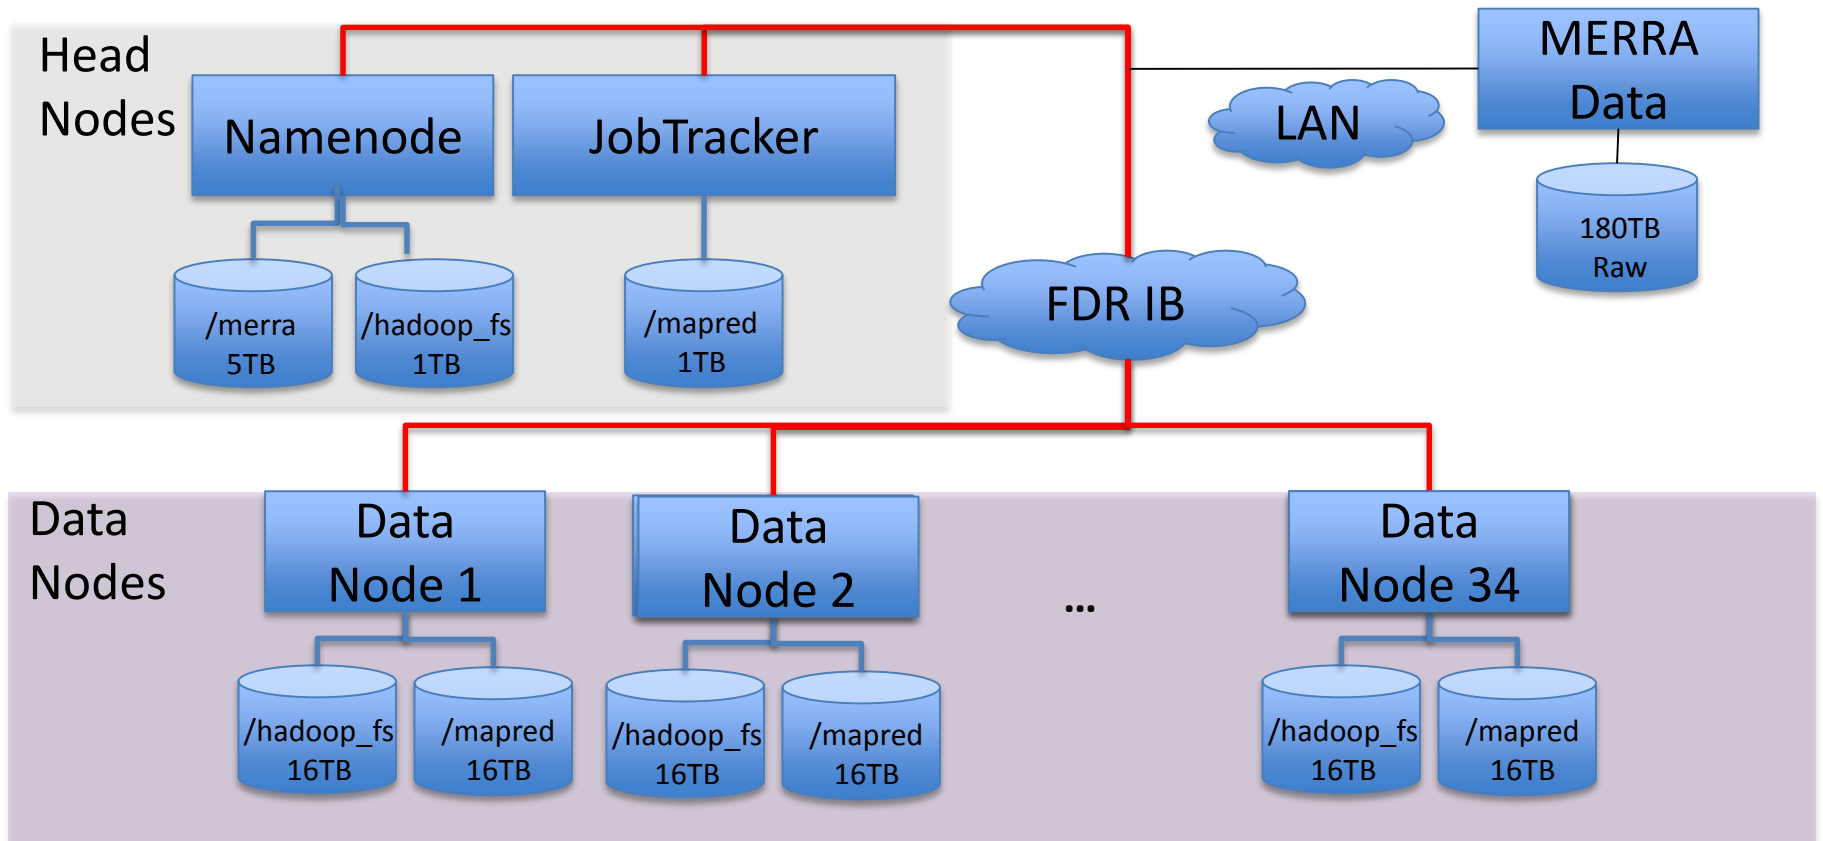 Head
Nodes
Namenode
JobTracker
/merra
5TB
/hadoop_fs
1TB
/mapred
1TB
LAN
MERRA
Data
180TB
Raw
FDR IB
Data
Nodes
Data
Node 1
/hadoop_fs
16TB
/mapred
16TB
Data
Node 2
/hadoop_fs
16TB
/mapred
16TB
...
Data
Node 34
/hadoop_fs
16TB
/mapred
16TB